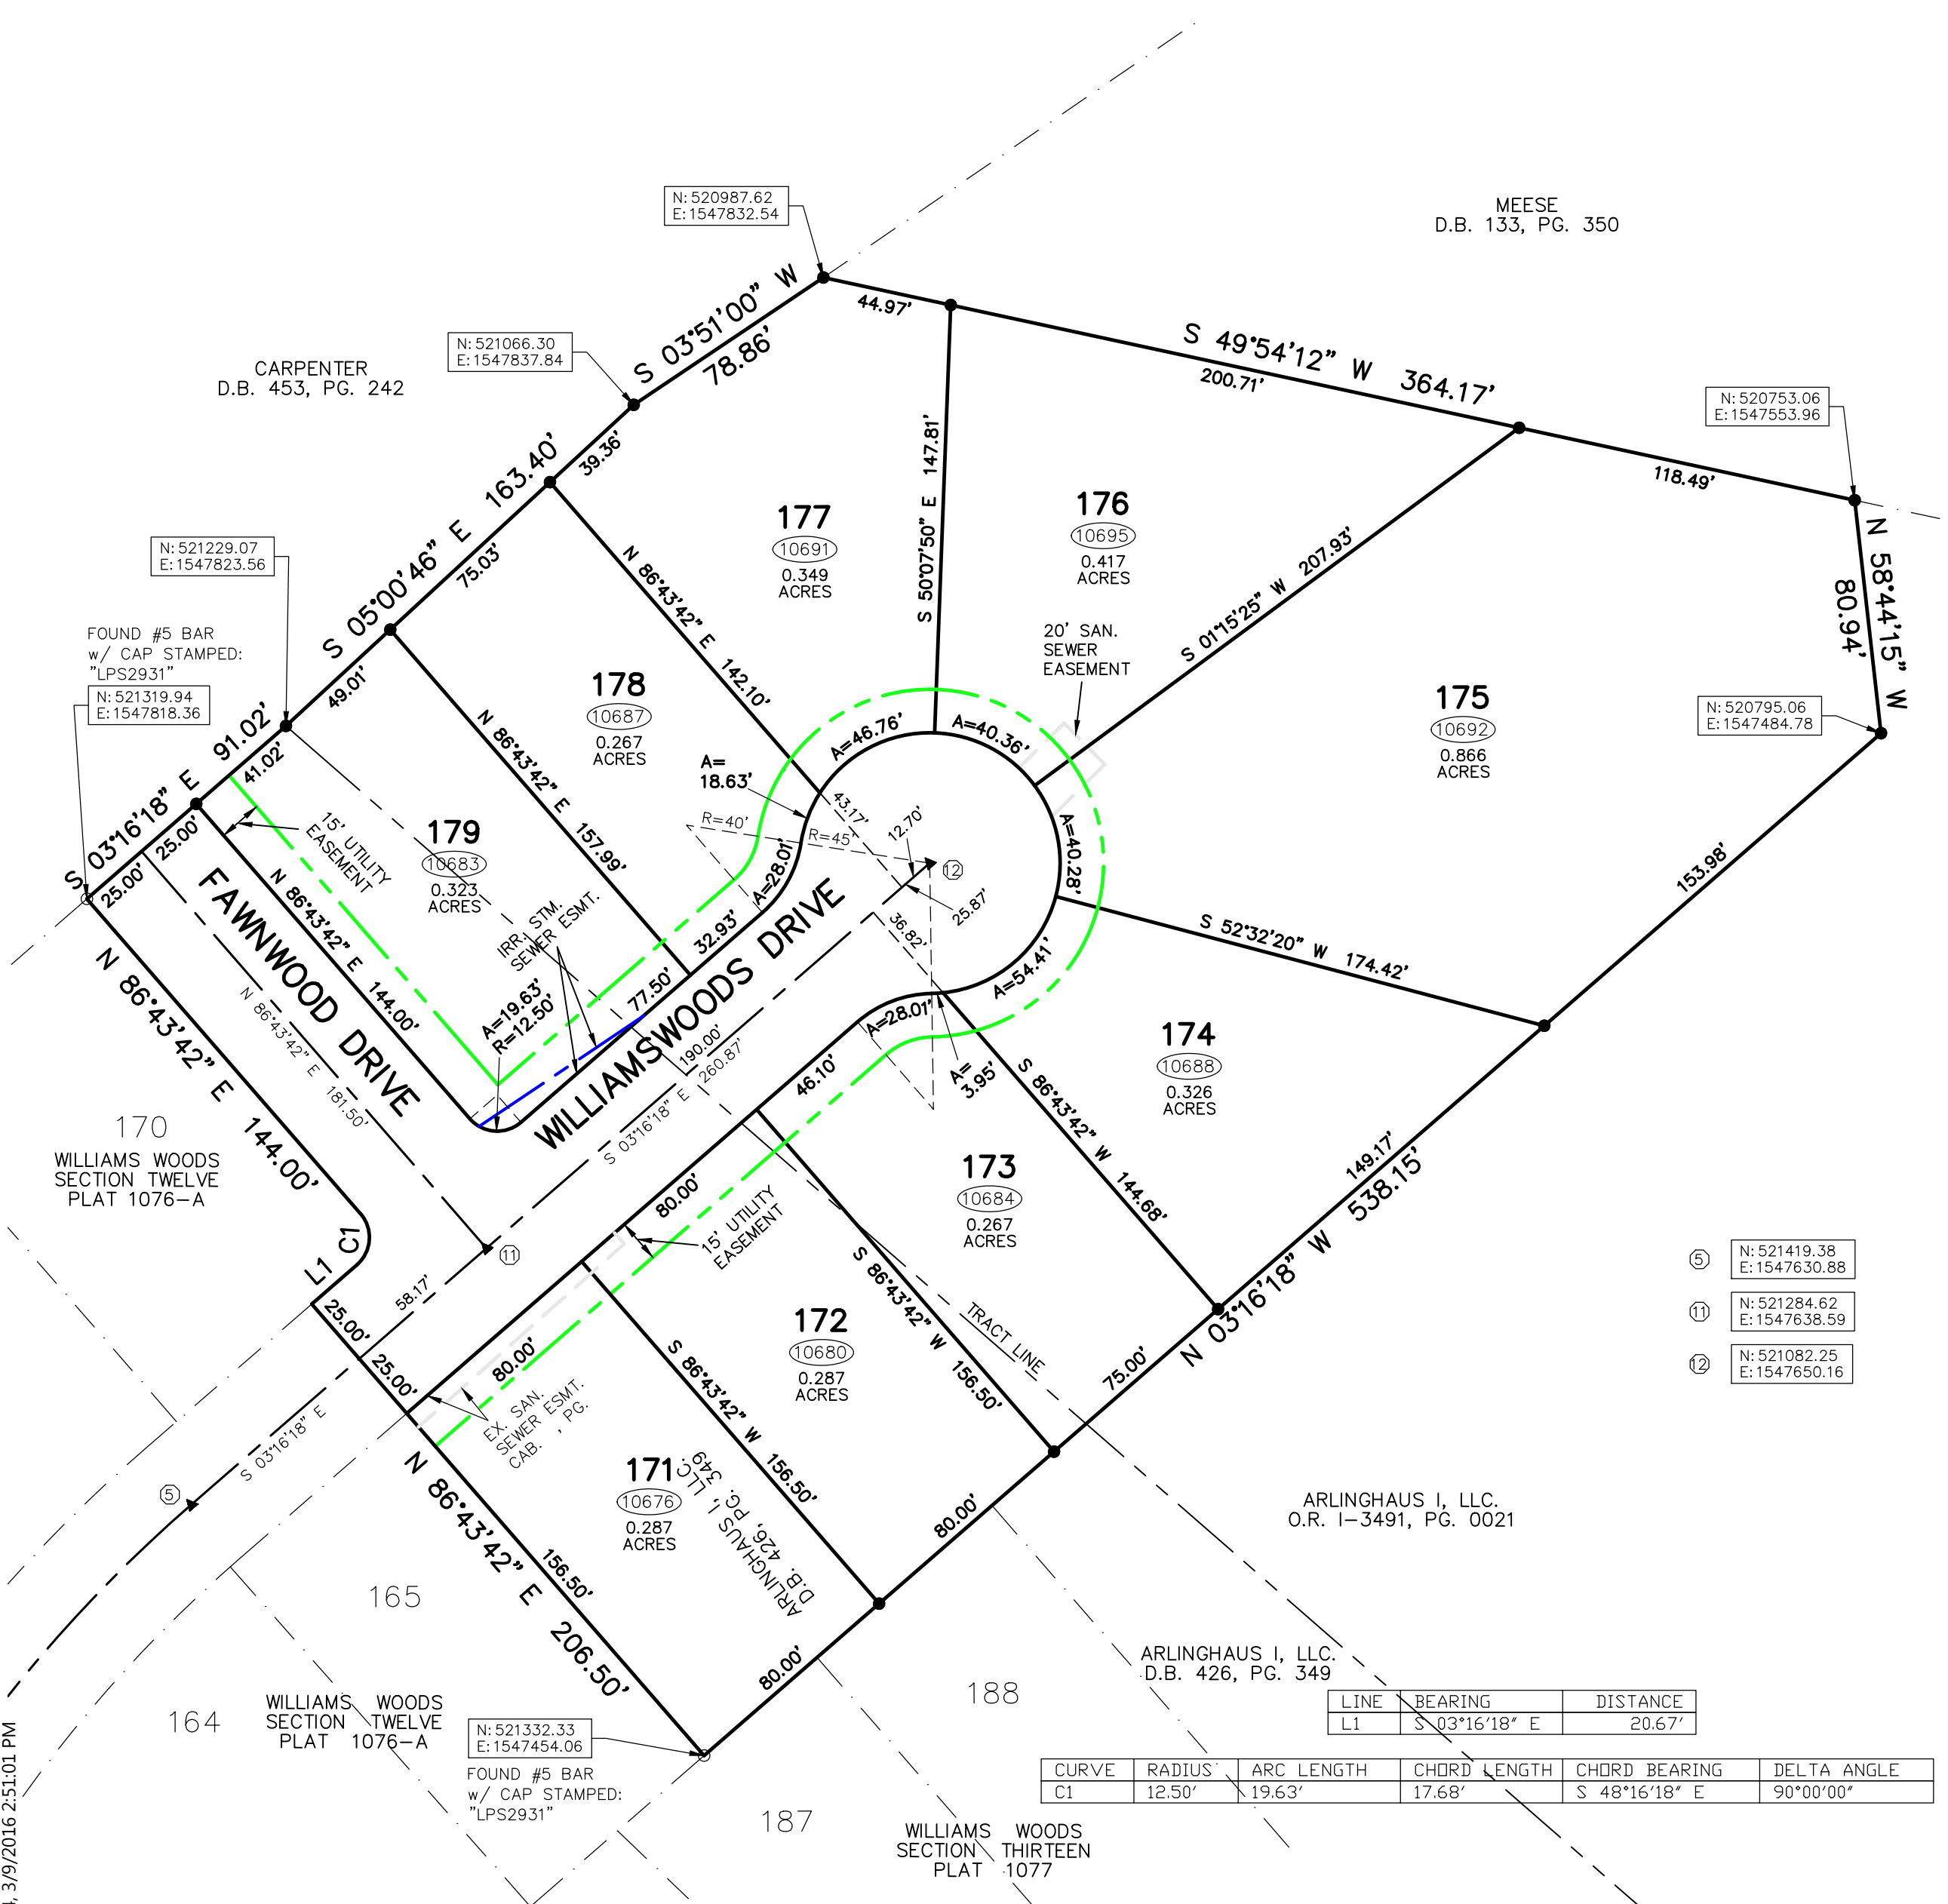 N: 520987.62
E: 1547832.54
MEESE
D.B. 133, PG. 350
S 03°51'00" W
78.86'
44.97'
S 49°54'12" W 364.17'
200.71'
118.49'
N: 521066.30
E: 1547837.84
CARPENTER
D.B. 453, PG. 242
N: 520753.06
E: 1547553.96
N 58°44'15" W
80.94'
163.40'
S 05°00'46" E
39.36'
75.03'
49.01'
N: 521229.07
E: 1547823.56
FOUND #5 BAR
w/ CAP STAMPED:
"LPS2931"
N: 521319.94
E: 1547818.36
S 03°16'18" E 91.02'
41.02'
25.00'
25.00'
177
10691
0.349
ACRES
S 50°07'50" E 147.81'
176
10695
0.417
ACRES
S 01°15'25" W 207.93'
20' SAN.
SEWER
EASEMENT
N 86°43'42" E 142.10'
178
10687
0.267
ACRES
N 86°43'42" E 157.99'
175
10692
0.866
ACRES
N: 520795.06
E: 1547484.78
A=46.76'
A=40.36'
A=
18.63'
R=40'
R=45'
43.17'
12.70'
12
25.87'
36.82'
A=28.01'
A=40.28'
A=54.41'
153.98'
S 52°32'20" W 174.42'
15' UTILITY
EASEMENT
179
10683
0.323
ACRES
IRR. STM.
SEWER ESMT.
32.93'
77.50'
A=19.63'
R=12.50'
FAWNWOOD DRIVE
N 86°43'42" E 144.00'
N 86°43'42" E 181.50'
WILLIAMSWOODS DRIVE
190.00'
S 03°16'18" E 260.87'
A=28.01'
A=
3.95'
46.10'
174
10688
0.326
ACRES
S 86°43'42" W 144.68'
149.17'
N 03°16'18" W 538.15'
N 86°43'42" E 144.00'
170
WILLIAMS WOODS
SECTION TWELVE
PLAT 1076-A
C1
L1
11
58.17'
25.00'
25.00'
80.00'
15' UTILITY
EASEMENT
173
10684
0.267
ACRES
S 86°43'42" W 156.50'
TRACT LINE
75.00'
5
N: 521419.38
E: 1547630.88
11
N: 521284.62
E: 1547638.59
12
N: 521082.25
E: 1547650.16
80.00'
172
10680
0.287
ACRES
S 86°43'42" W 156.50'
EX. SAN.
SEWER ESMT.
CAB. , PG.
S 03°16'18" E
5
171
10676
0.287
ACRES
ARLINGHAUS I, LLC.
D.B. 426, PG. 349
N 86°43'42" E 206.50'
156.50'
80.00'
80.00'
ARLINGHAUS I, LLC.
O.R. I-3491, PG. 0021
165
164
WILLIAMS WOODS
SECTION TWELVE
PLAT 1076-A
N: 521332.33
E: 1547454.06
FOUND #5 BAR
w/ CAP STAMPED:
"LPS2931"
188
187
ARLINGHAUS I, LLC.
D.B. 426, PG. 349
WILLIAMS WOODS
SECTION THIRTEEN
PLAT 1077
LINE BEARING DISTANCE
L1 S 03°16'18" E 20.67'
CURVE RADIUS ARC LENGTH CHORD LENGTH CHORD BEARING DELTA ANGLE
C1 12.50' 19.63' 17.68' S 48°16'18" E 90°00'00"
, 3/9/2016 2:51:01 PM